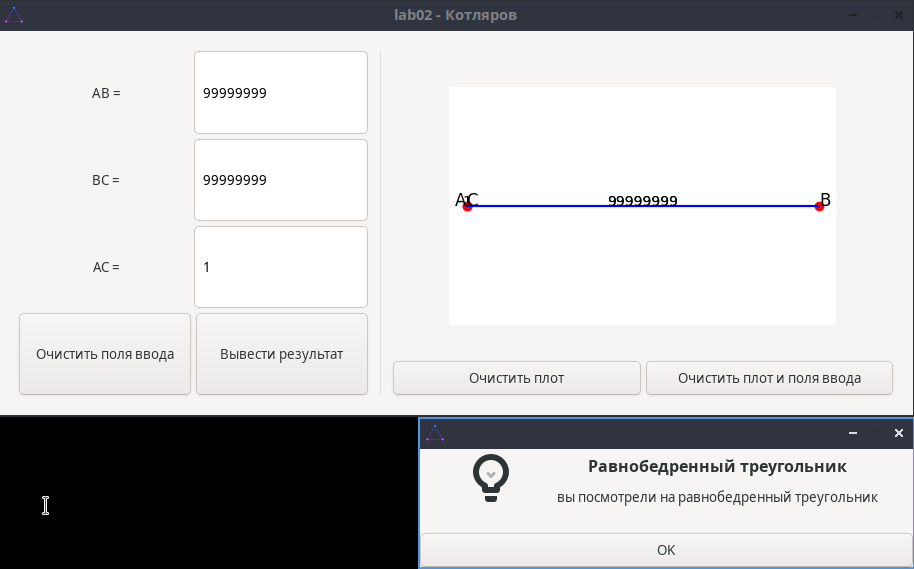 lab02 - Котляров
AB =
99999999
BC =
99999999
AC =
1
Очистить поля ввода
Вывести результат
AC
99999999
B
Очистить плот
Очистить плот и поля ввода
Равнобедренный треугольник
вы посмотрели на равнобедренный треугольник
OK